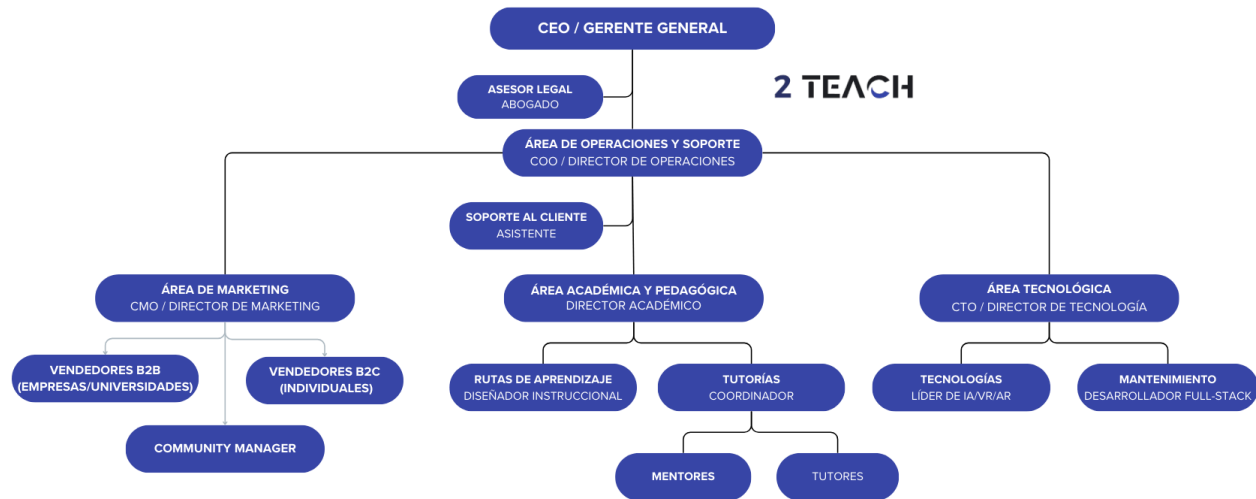 CEO / GERENTE GENERAL
2 TEACH
ASESOR LEGAL
ABOGADO
ÁREA DE OPERACIONES Y SOPORTE
COO / DIRECTOR DE OPERACIONES
SOPORTE AL CLIENTE
ASISTENTE
ÁREA DE MARKETING
CMO / DIRECTOR DE MARKETING
ÁREA ACADÉMICA Y PEDAGÓGICA
DIRECTOR ACADÉMICO
ÁREA TECNOLÓGICA
CTO / DIRECTOR DE TECNOLOGÍA
VENDEDORES B2B
(EMPRESAS/UNIVERSIDADES)
VENDEDORES B2C
(INDIVIDUALES)
COMMUNITY MANAGER
RUTAS DE APRENDIZAJE
DISEÑADOR INSTRUCCIONAL
TUTORÍAS
COORDINADOR
MENTORES
TUTORES
TECNOLOGÍAS
LÍDER DE IA/VR/AR
MANTENIMIENTO
DESARROLLADOR FULL-STACK